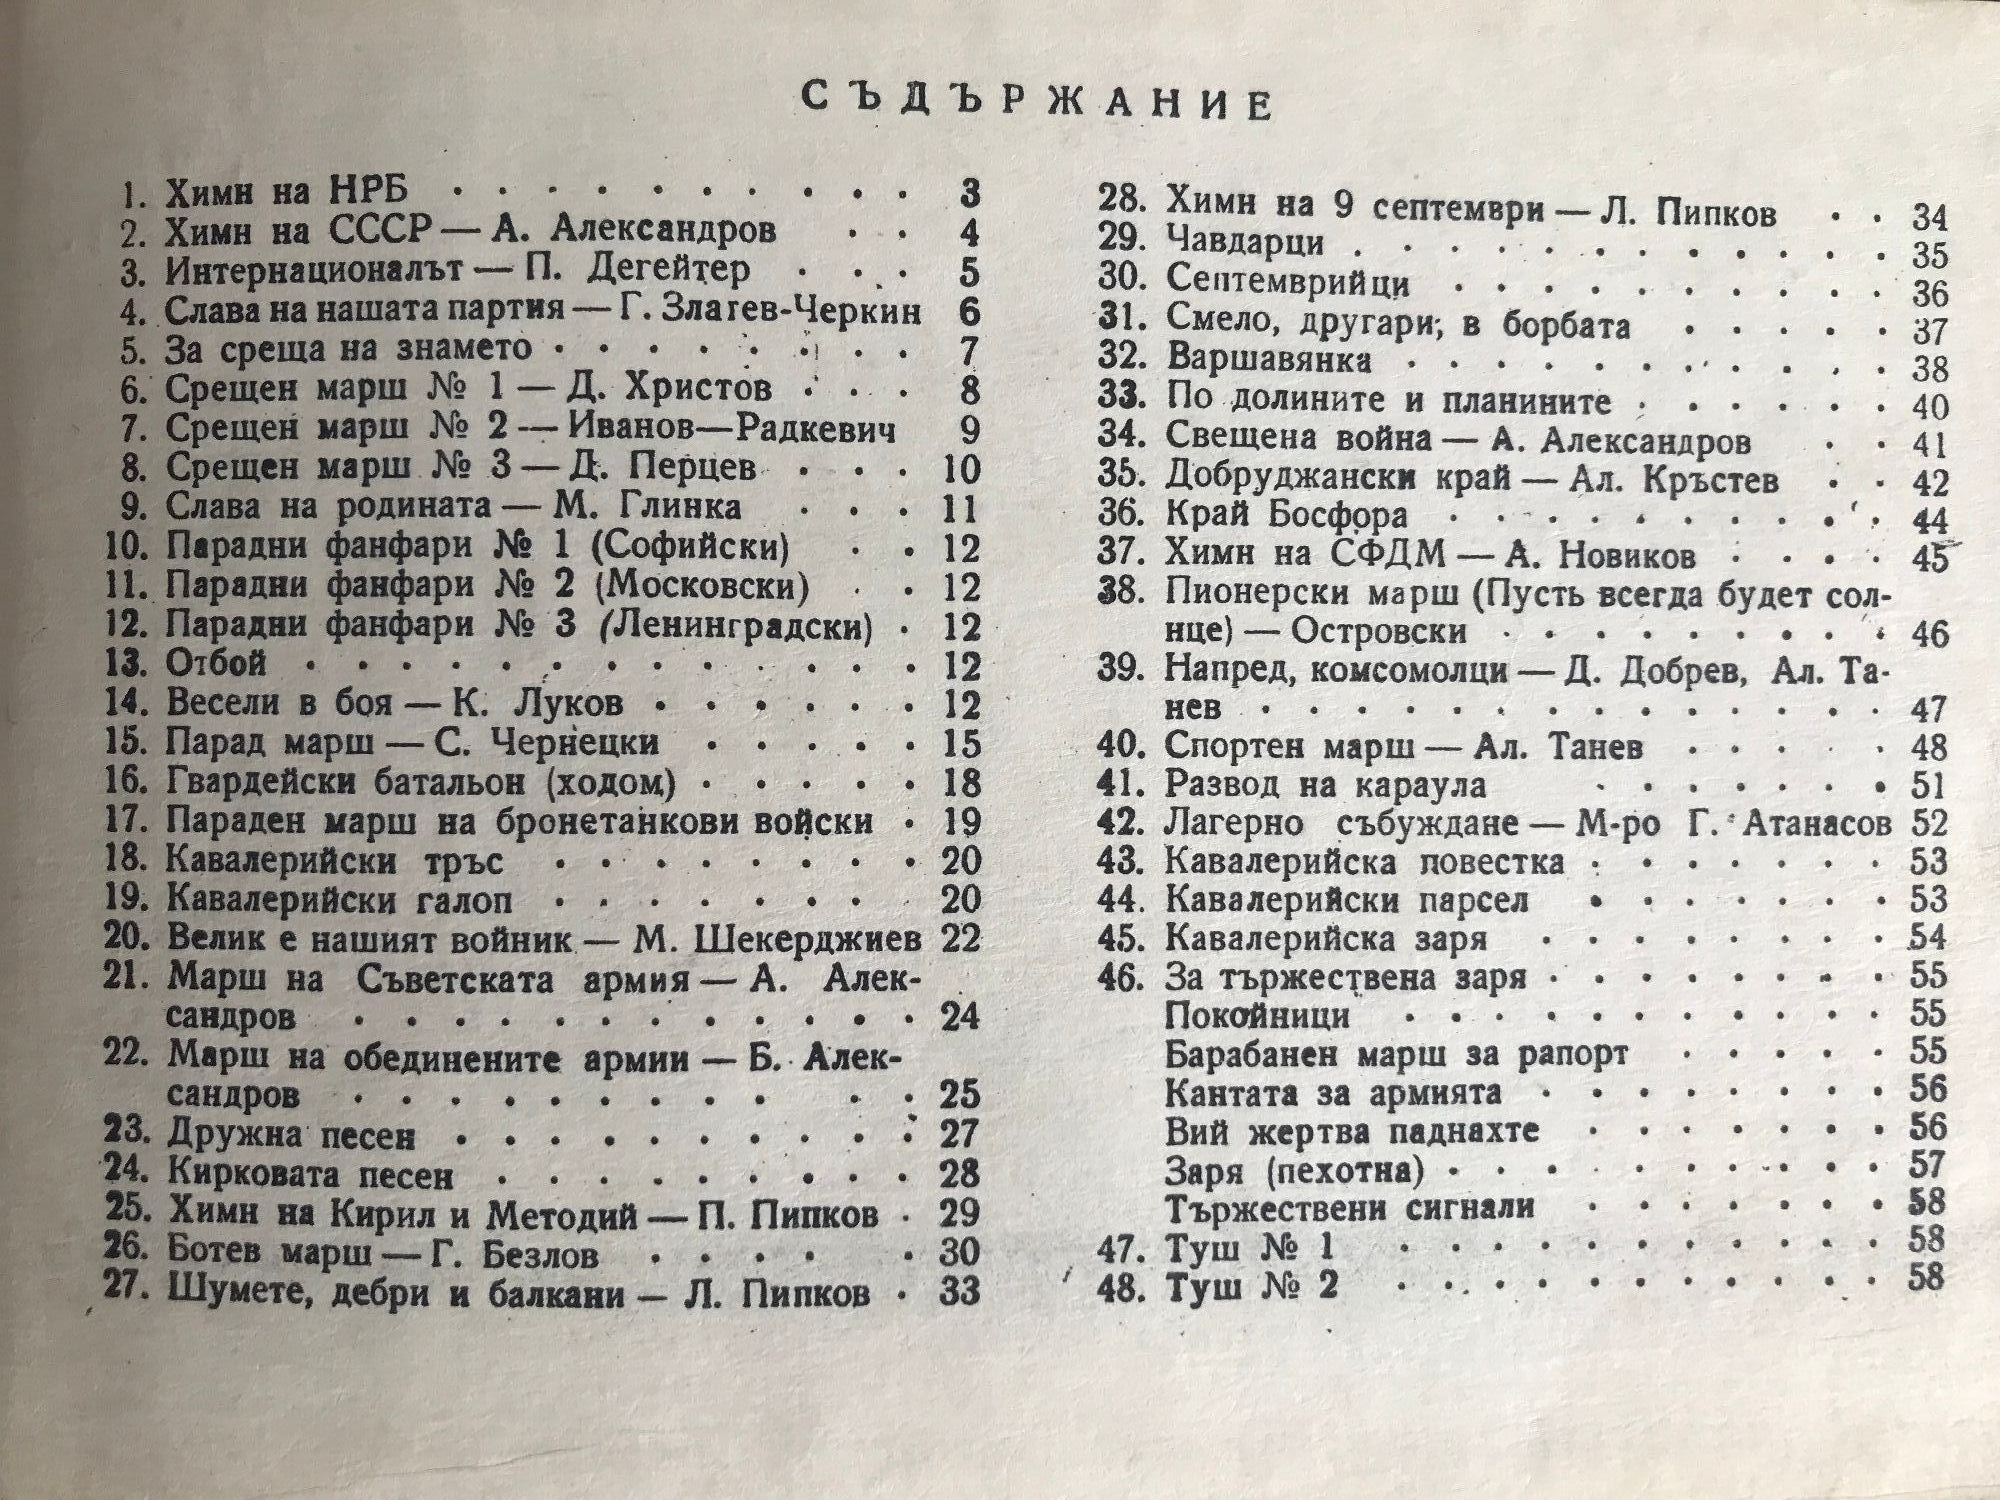 СЪДЪРЖАНИЕ
1. Химн на НРБ . . . . . . . . . . 3
2. Химн на СССР — А. Александров . . 4
3. Интернационалът — П. Дегейтер . . . 5
4. Слава на нашата партия — Г. Златев-Черкин 6
5. За среща на знамето . . . . . . . . 7
6. Срещен марш № 1 — Д. Христов . . . 8
7. Срещен марш № 2 — Иванов—Радкевич 9
8. Срещен марш № 3 — Д. Перцев . . . 10
9. Слава на родината — М. Глинка . . . 11
10. Парадни фанфари № 1 (Софийски) . . 12
11. Парадни фанфари № 2 (Московски) . . 12
12. Парадни фанфари № 3 (Ленинградски) . 12
13. Отбой . . . . . . . . . . . . . 12
14. Весели в боя — К. Луков . . . . . . 12
15. Парад марш — С. Чернецки . . . . . 15
16. Гвардейски батальон (ходом) . . . . . 18
17. Параден марш на бронетанкови войски . 19
18. Кавалерийски тръс . . . . . . . . 20
19. Кавалерийски галоп . . . . . . . . 20
20. Велик е нашият войник — М. Шекерджиев 22
21. Марш на Съветската армия — А. Алек-
сандров . . . . . . . . . . . . 24
22. Марш на обединените армии — Б. Алек-
сандров . . . . . . . . . . . 25
23. Дружна песен . . . . . . . . . . 27
24. Кирковата песен . . . . . . . . . 28
25. Химн на Кирил и Методий — П. Пипков . 29
26. Ботев марш — Г. Безлов . . . . . 30
27. Шумете, дебри и балкани — Л. Пипков . 33
28. Химн на 9 септември — Л. Пипков . . 34
29. Чавдарци . . . . . . . . . . . 35
30. Септемврийци . . . . . . . . . 36
31. Смело, другари, в борбата . . . . . 37
32. Варшавянка . . . . . . . . . . 38
33. По долините и планините . . . . . . 40
34. Свещена война — А. Александров . . 41
35. Добруджански край — Ал. Кръстев . . 42
36. Край Босфора . . . . . . . . . . 44
37. Химн на СФДМ — А. Новиков . . . . 45
38. Пионерски марш (Пусть всегда будет сол-
нце) — Островски . . . . . . . . . 46
39. Напред, комсомолци — Д. Добрев, Ал. Та-
нев . . . . . . . . . . . . . . 47
40. Спортен марш — Ал. Танев . . . . . 48
41. Развод на караула . . . . . . 51
42. Лагерно събуждане — М-ро Г. Атанасов 52
43. Кавалерийска повестка . . . . . . . 53
44. Кавалерийски парсел . . . . . . . 53
45. Кавалерийска заря . . . . . . . . 54
46. За тържествена заря . . . . . . . . 55
Покойници . . . . . . . . . . . 55
Барабанен марш за рапорт . . . . . 55
Кантата за армията . . . . . . . . 56
Вий жертва паднахте . . . . . . . 56
Заря (пехотна) . . . . . . . . . . 57
Тържествени сигнали . . . . . . . 58
47. Туш № 1 . . . . . . . . . . . 58
48. Туш № 2 . . . . . . . . . . . 58